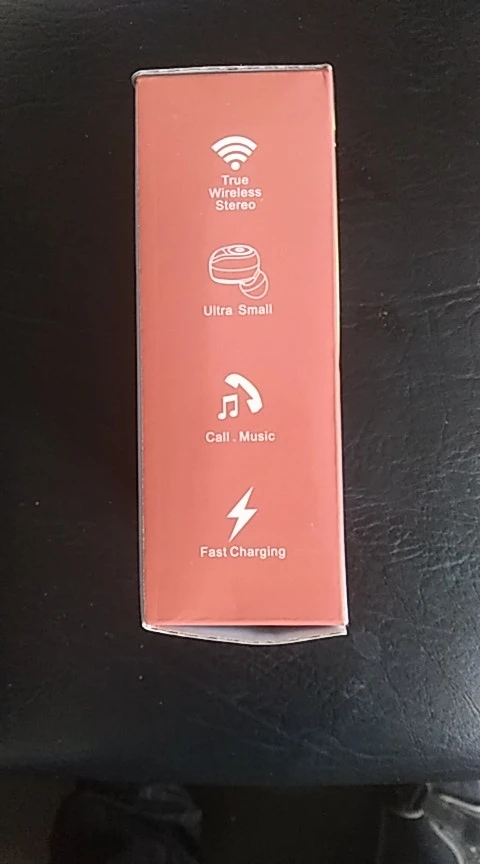 True
Wireless
Stereo
Ultra Small
Call . Music
Fast Charging